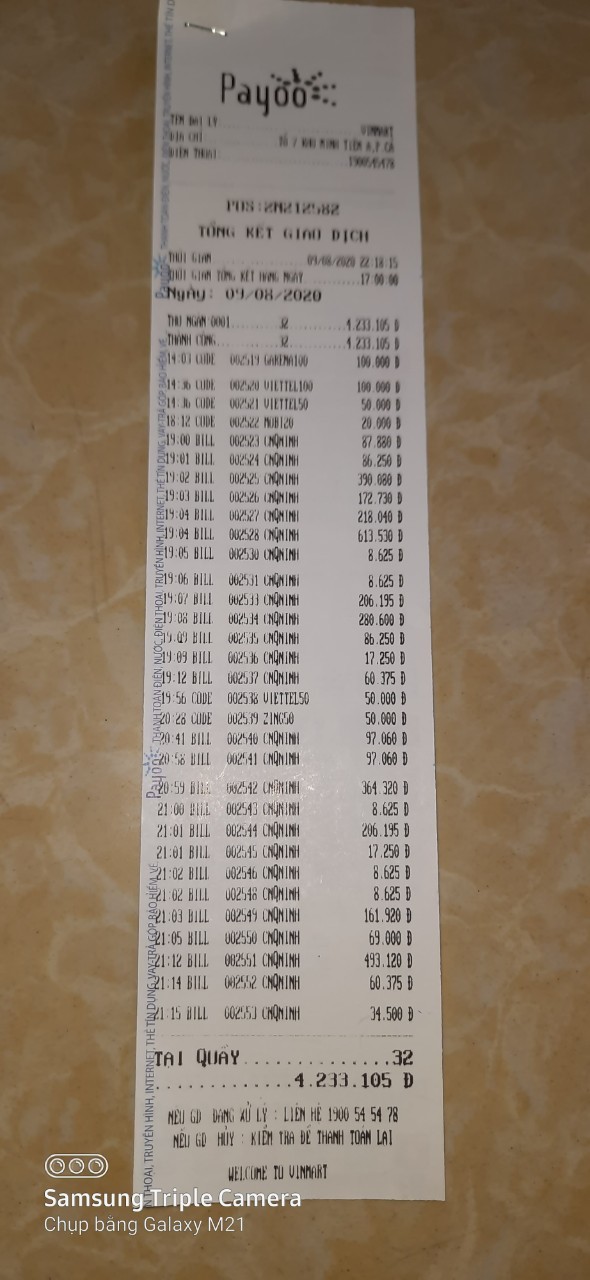 Payoo
TÊN ĐẠI LÝ VINMART
ĐỊA CHỈ
ĐIỆN THOẠI 1900545478
POS:2M212582
TỔNG KẾT GIAO DỊCH
THỜI GIAN 09/08/2020 22:18:15
THỜI GIAN TỔNG KẾT HÀNG NGÀY 17:00:00
Ngày: 09/08/2020
THU NGÂN 0001 32 4.233.105 Đ
THÀNH CÔNG 32 4.233.105 Đ
14:03 CODE 002519 GARENA100 100.000 Đ
14:36 CODE 002520 VIETTEL100 100.000 Đ
14:36 CODE 002521 VIETTEL50 50.000 Đ
18:12 CODE 002522 MOBI20 20.000 Đ
19:00 BILL 002523 CNQNINH 87.880 Đ
19:01 BILL 002524 CNQNINH 86.250 Đ
19:02 BILL 002525 CNQNINH 390.080 Đ
19:03 BILL 002526 CNQNINH 172.730 Đ
19:04 BILL 002527 CNQNINH 218.040 Đ
19:04 BILL 002528 CNQNINH 613.530 Đ
19:05 BILL 002530 CNQNINH 8.625 Đ
19:06 BILL 002531 CNQNINH 8.625 Đ
19:07 BILL 002533 CNQNINH 206.195 Đ
19:08 BILL 002534 CNQNINH 280.600 Đ
19:09 BILL 002535 CNQNINH 86.250 Đ
19:09 BILL 002536 CNQNINH 17.250 Đ
19:12 BILL 002537 CNQNINH 60.375 Đ
19:56 CODE 002538 VIETTEL50 50.000 Đ
20:28 CODE 002539 ZING50 50.000 Đ
20:41 BILL 002540 CNQNINH 97.060 Đ
20:58 BILL 002541 CNQNINH 97.060 Đ
20:59 BILL 002542 CNQNINH 364.320 Đ
21:00 BILL 002543 CNQNINH 8.625 Đ
21:01 BILL 002544 CNQNINH 206.195 Đ
21:01 BILL 002545 CNQNINH 17.250 Đ
21:02 BILL 002546 CNQNINH 8.625 Đ
21:02 BILL 002548 CNQNINH 8.625 Đ
21:03 BILL 002549 CNQNINH 161.920 Đ
21:05 BILL 002550 CNQNINH 69.000 Đ
21:12 BILL 002551 CNQNINH 493.120 Đ
21:14 BILL 002552 CNQNINH 60.375 Đ
21:15 BILL 002553 CNQNINH 34.500 Đ
TẠI QUẦY..............32
.............4.233.105 Đ
NẾU GD ĐANG XỬ LÝ : LIÊN HỆ 1900 54 54 78
NẾU GD HỦY : KIỂM TRA ĐỂ THANH TOÁN LẠI
WELCOME TO VINMART
Payoo THANH TOÁN ĐIỆN, NƯỚC, ĐIỆN THOẠI, TRUYỀN HÌNH, INTERNET, THẺ TÍN DỤNG, VAY-TRẢ GÓP, BẢO HIỂM, VÉ
Samsung Triple Camera
Chụp bằng Galaxy M21